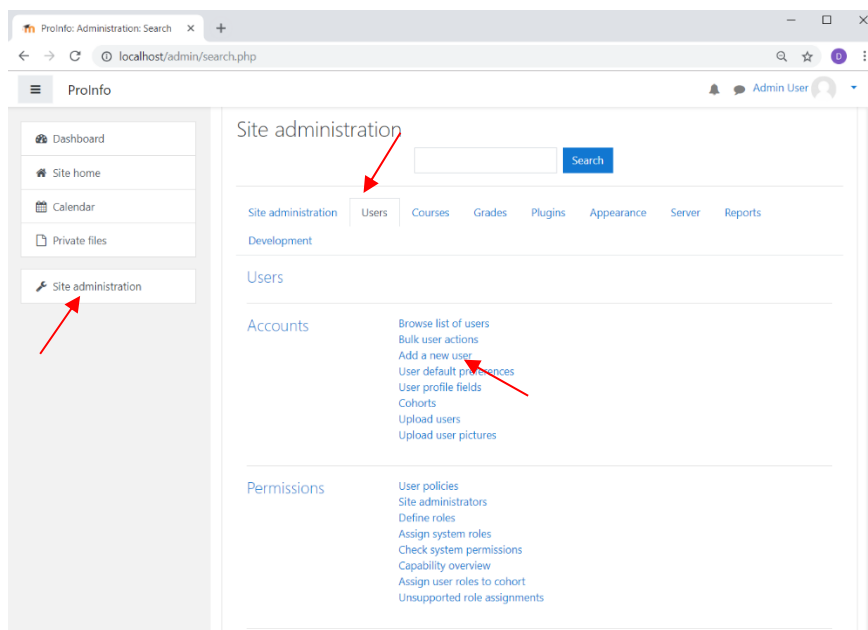 ProInfo: Administration: Search
localhost/admin/search.php
D
ProInfo
Admin User
Dashboard
Site home
Calendar
Private files
Site administration
Site administration
Search
Site administration Users Courses Grades Plugins Appearance Server Reports
Development
Users
Accounts
Browse list of users
Bulk user actions
Add a new user
User default preferences
User profile fields
Cohorts
Upload users
Upload user pictures
Permissions
User policies
Site administrators
Define roles
Assign system roles
Check system permissions
Capability overview
Assign user roles to cohort
Unsupported role assignments